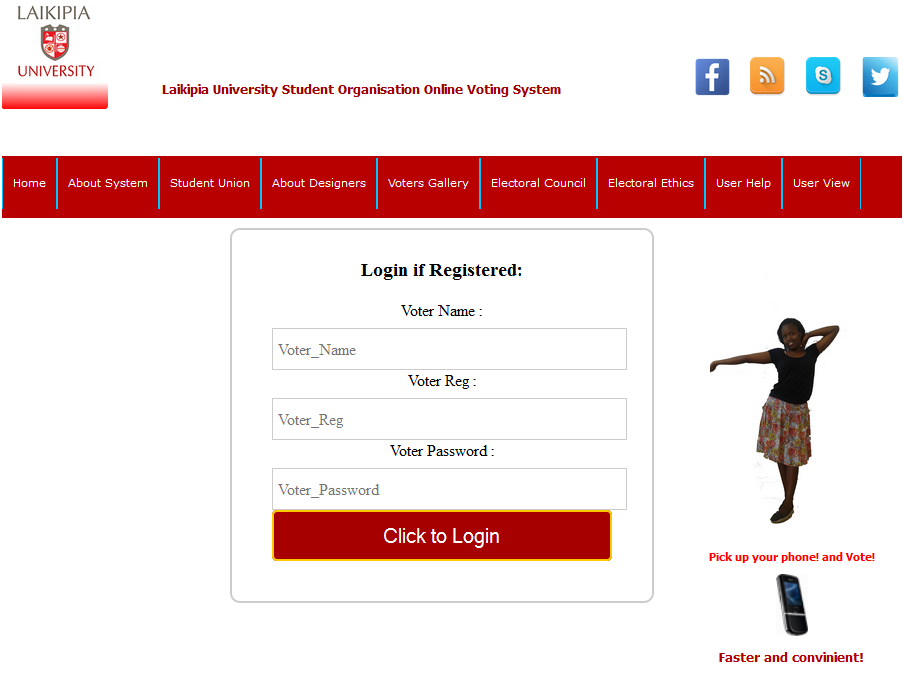 LAIKIPIA
UNIVERSITY
Laikipia University Student Organisation Online Voting System
Home About System Student Union About Designers Voters Gallery Electoral Council Electoral Ethics User Help User View
Login if Registered:
Voter Name :
Voter_Name
Voter Reg :
Voter_Reg
Voter Password :
Voter_Password
Click to Login
Pick up your phone! and Vote!
Faster and convinient!